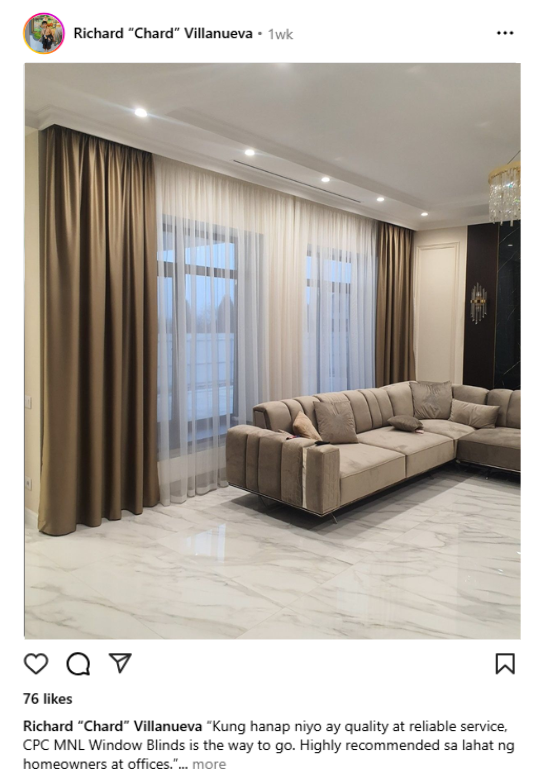 Richard “Chard” Villanueva • 1wk
76 likes
Richard “Chard” Villanueva “Kung hanap niyo ay quality at reliable service,
CPC MNL Window Blinds is the way to go. Highly recommended sa lahat ng
homeowners at offices.”... more